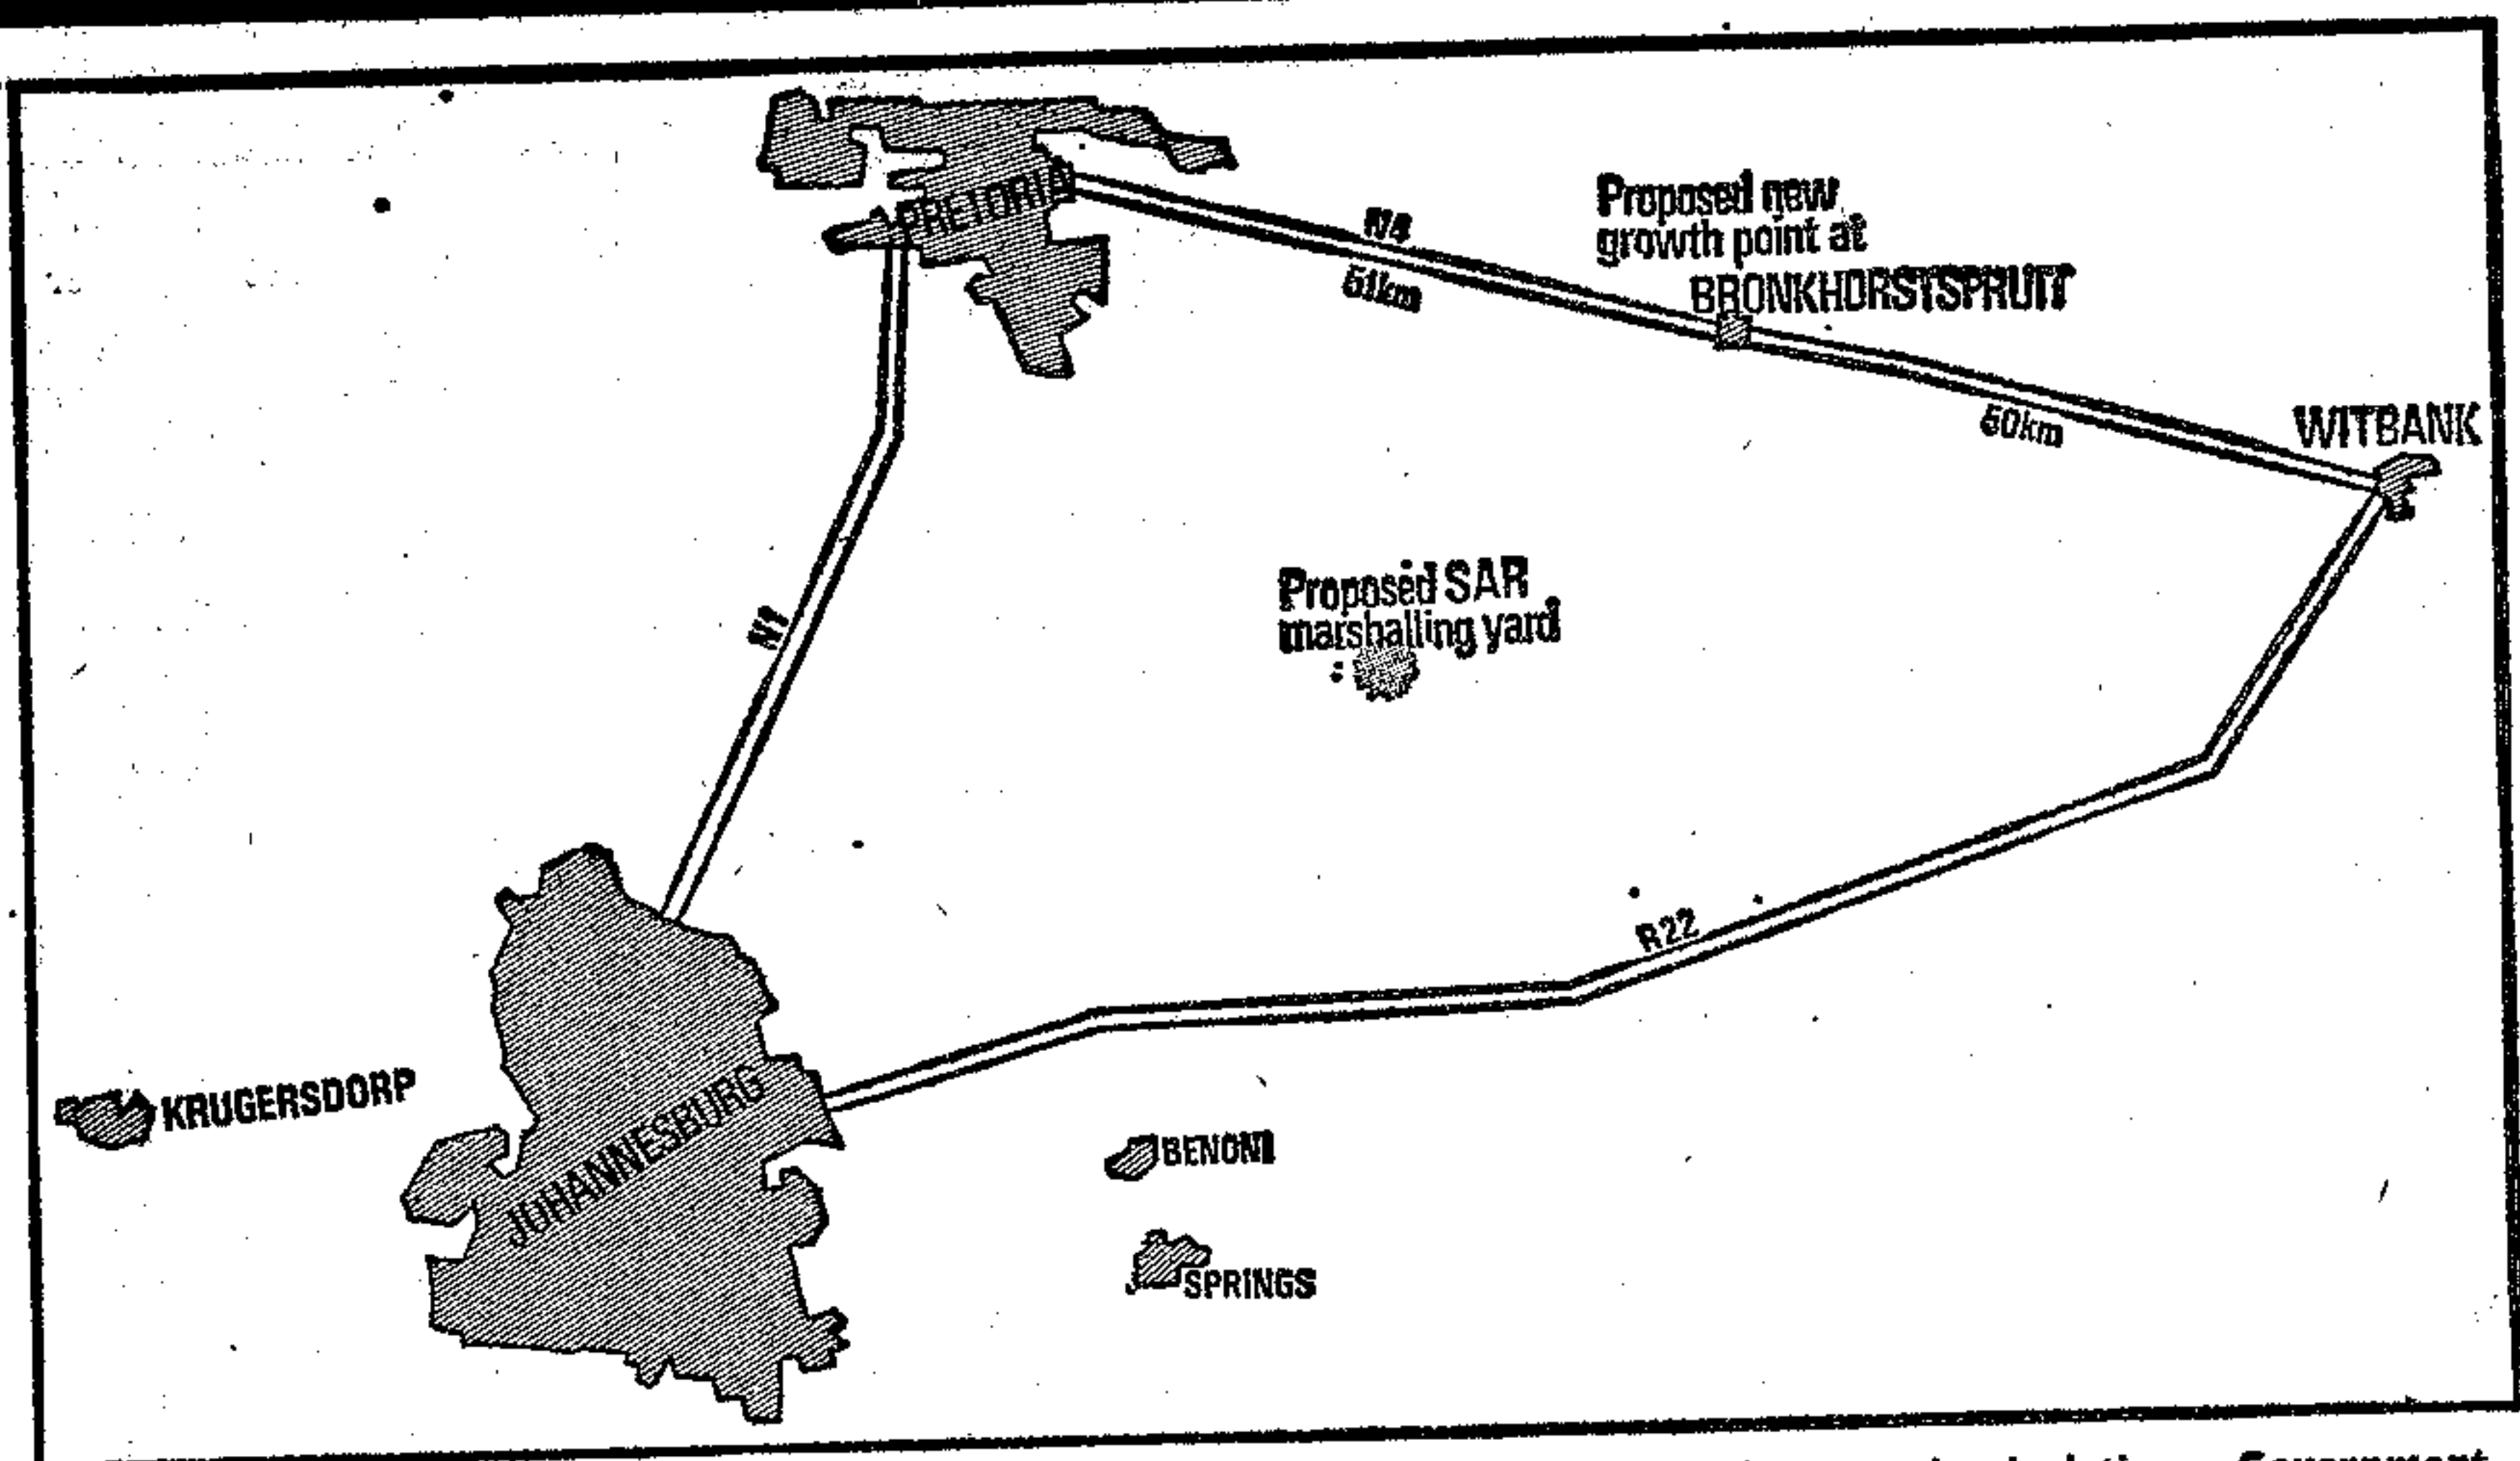 PRETORIA
N4
51km
Proposed new
growth point at
BRONKHORSTSPRUIT
50km
WITBANK
Proposed SAR
marshalling yard
N1
R22
KRUGERSDORP
JOHANNESBURG
BENONI
SPRINGS
Government